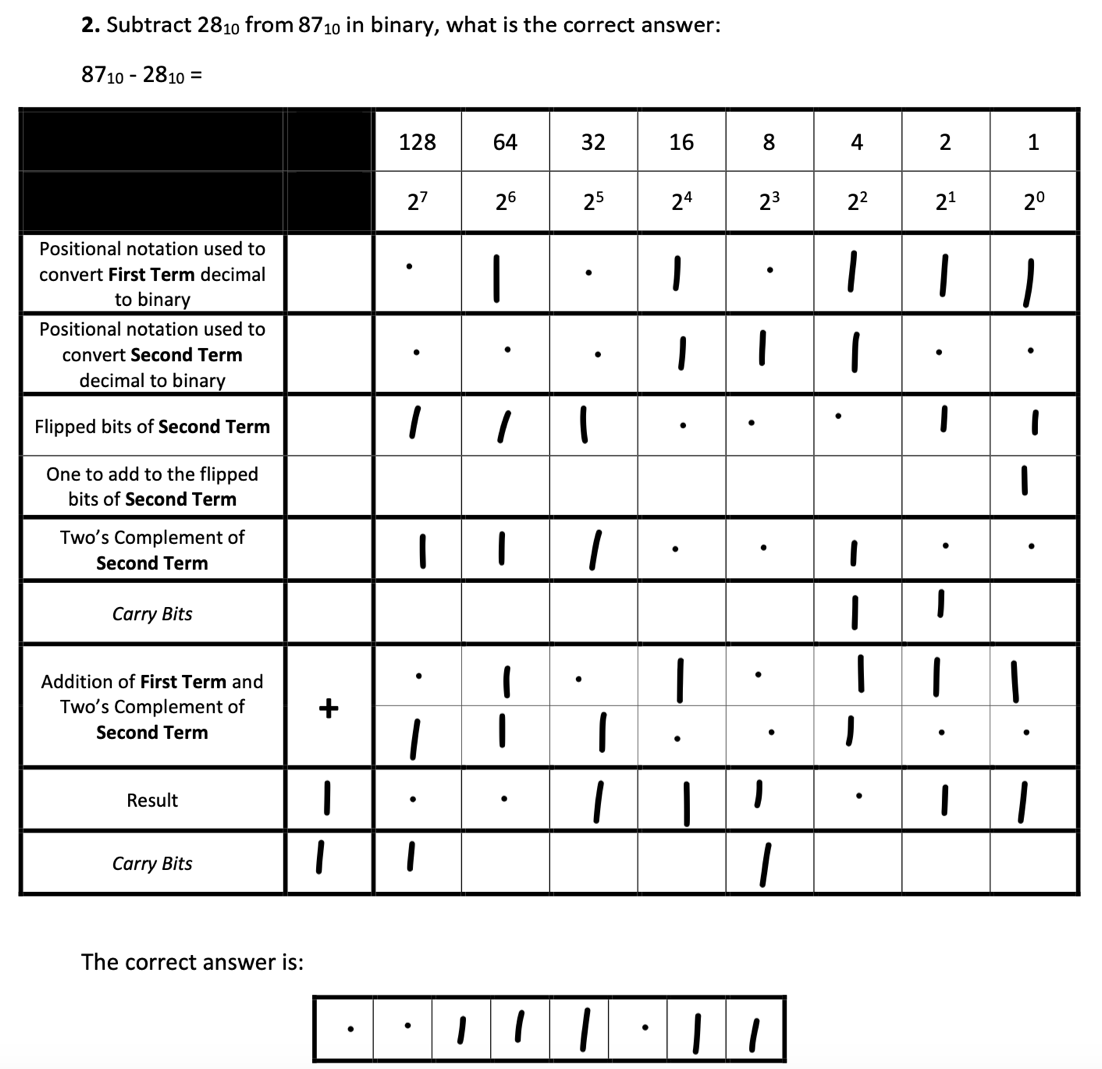 2. Subtract 28₁₀ from 87₁₀ in binary, what is the correct answer:
87₁₀ - 28₁₀ =
128 64 32 16 8 4 2 1
2⁷ 2⁶ 2⁵ 2⁴ 2³ 2² 2¹ 2⁰
Positional notation used to
convert First Term decimal
to binary
· | · | · | | |
Positional notation used to
convert Second Term
decimal to binary
· · · | | | · ·
Flipped bits of Second Term
| | | · · · | |
One to add to the flipped
bits of Second Term
|
Two's Complement of
Second Term
| | | · · | · ·
Carry Bits
| |
Addition of First Term and
Two's Complement of
Second Term
+
· | · | · | | |
| | | · · | · ·
Result
| · · | | | · | |
Carry Bits
| | |
The correct answer is:
· · | | | · | |